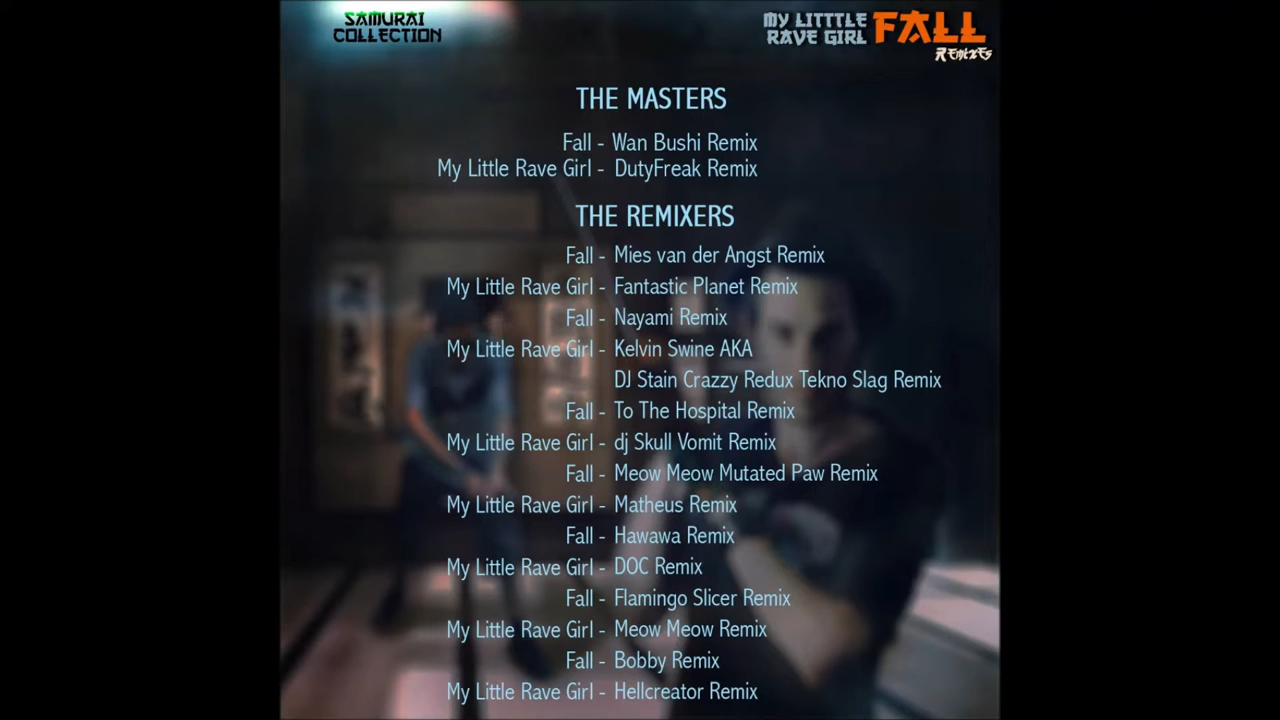 SAMURAI
COLLECTION
MY LITTTLE
RAVE GIRL
FALL
REMIXES
THE MASTERS
Fall - Wan Bushi Remix
My Little Rave Girl - DutyFreak Remix
THE REMIXERS
Fall - Mies van der Angst Remix
My Little Rave Girl - Fantastic Planet Remix
Fall - Nayami Remix
My Little Rave Girl - Kelvin Swine AKA
DJ Stain Crazzy Redux Tekno Slag Remix
Fall - To The Hospital Remix
My Little Rave Girl - dj Skull Vomit Remix
Fall - Meow Meow Mutated Paw Remix
My Little Rave Girl - Matheus Remix
Fall - Hawawa Remix
My Little Rave Girl - DOC Remix
Fall - Flamingo Slicer Remix
My Little Rave Girl - Meow Meow Remix
Fall - Bobby Remix
My Little Rave Girl - Hellcreator Remix